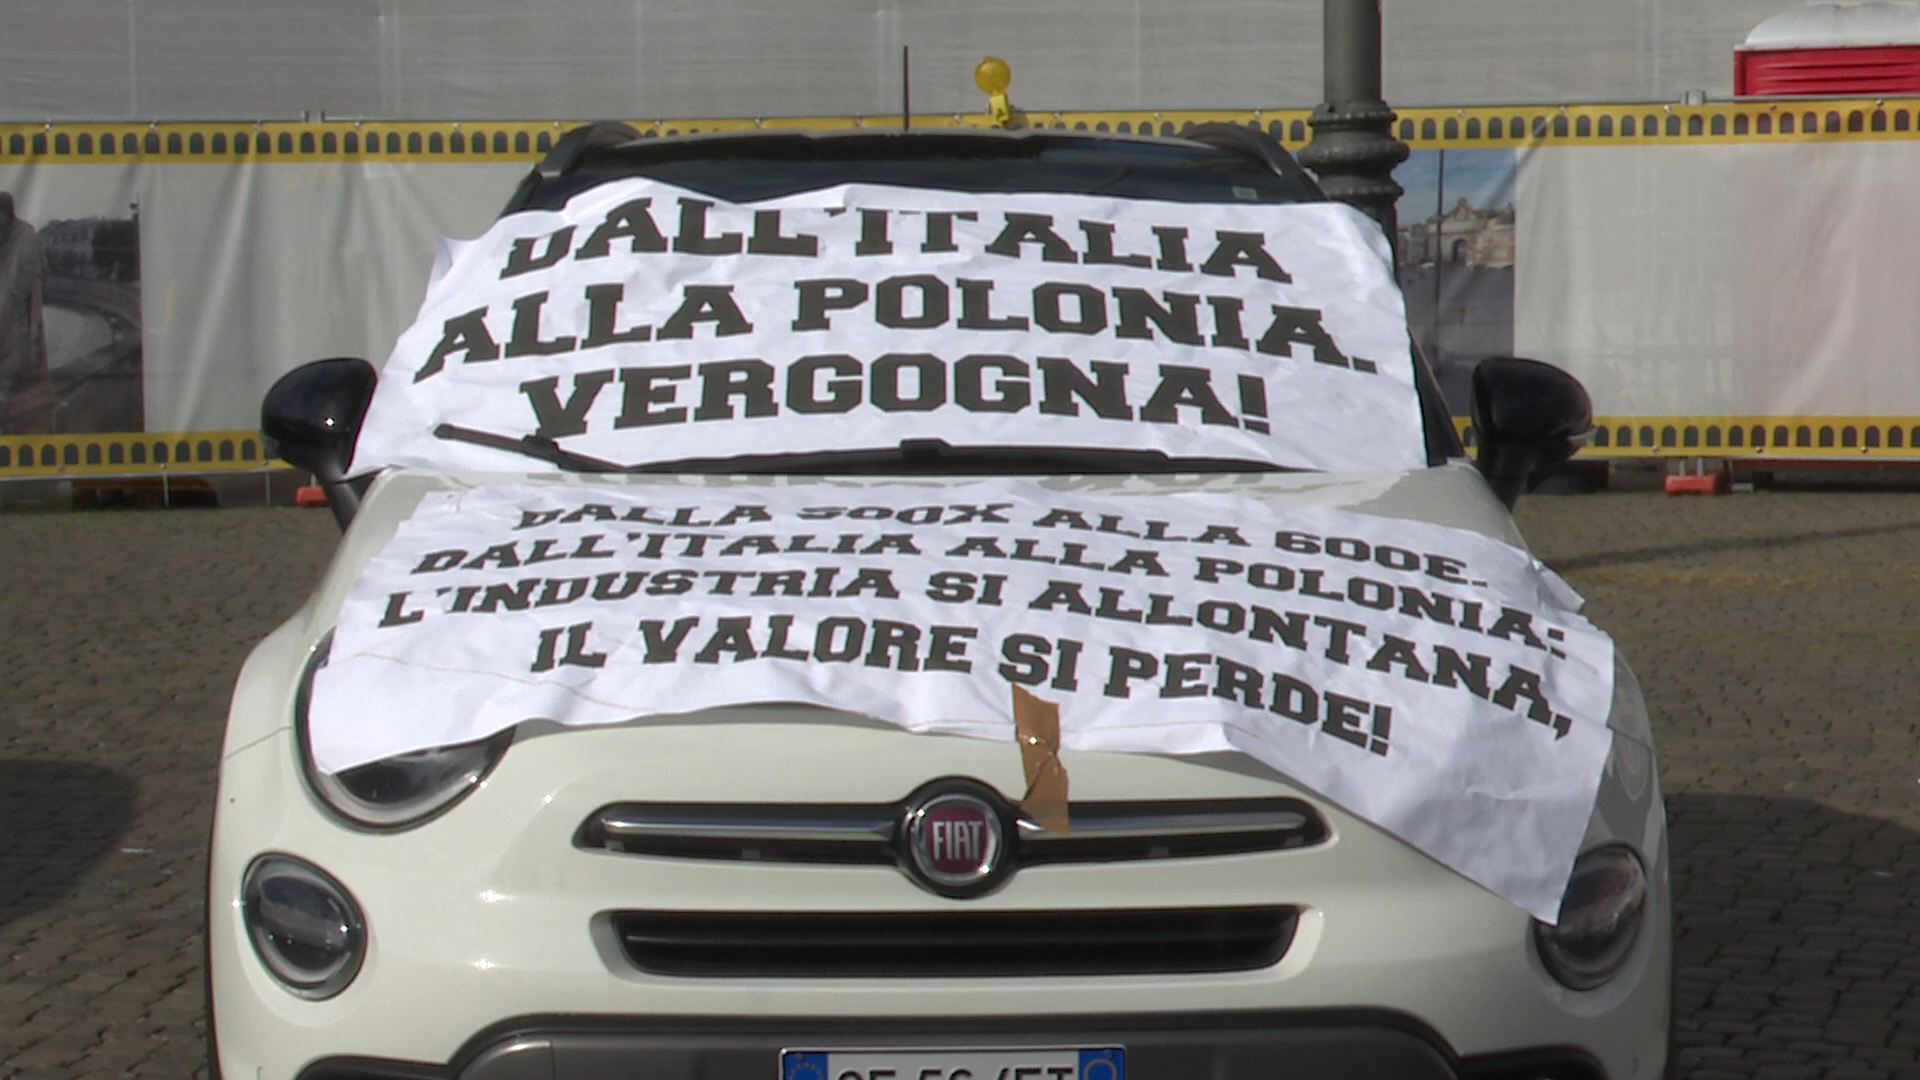 DALL'ITALIA
ALLA POLONIA.
VERGOGNA!
DALLA 500X ALLA 600E.
DALL'ITALIA ALLA POLONIA:
L'INDUSTRIA SI ALLONTANA,
IL VALORE SI PERDE!
FIAT